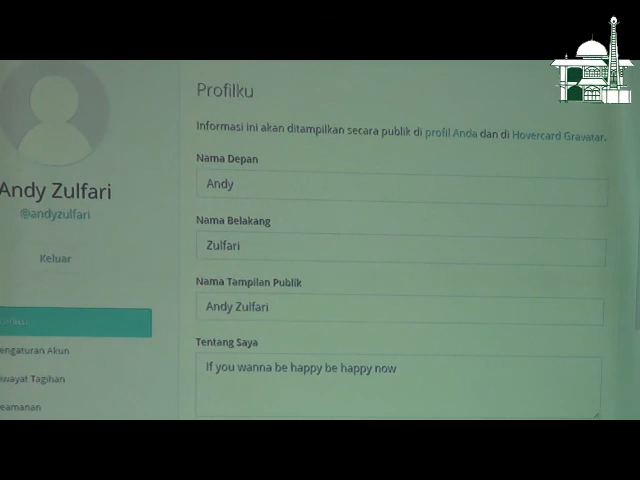 Profilku
Informasi ini akan ditampilkan secara publik di profil Anda dan di Hovercard Gravatar.
Nama Depan
Andy
Nama Belakang
Zulfari
Nama Tampilan Publik
Andy Zulfari
Tentang Saya
If you wanna be happy be happy now
Andy Zulfari
@andyzulfari
Keluar
engaturan Akun
iwayat Tagihan
eamanan